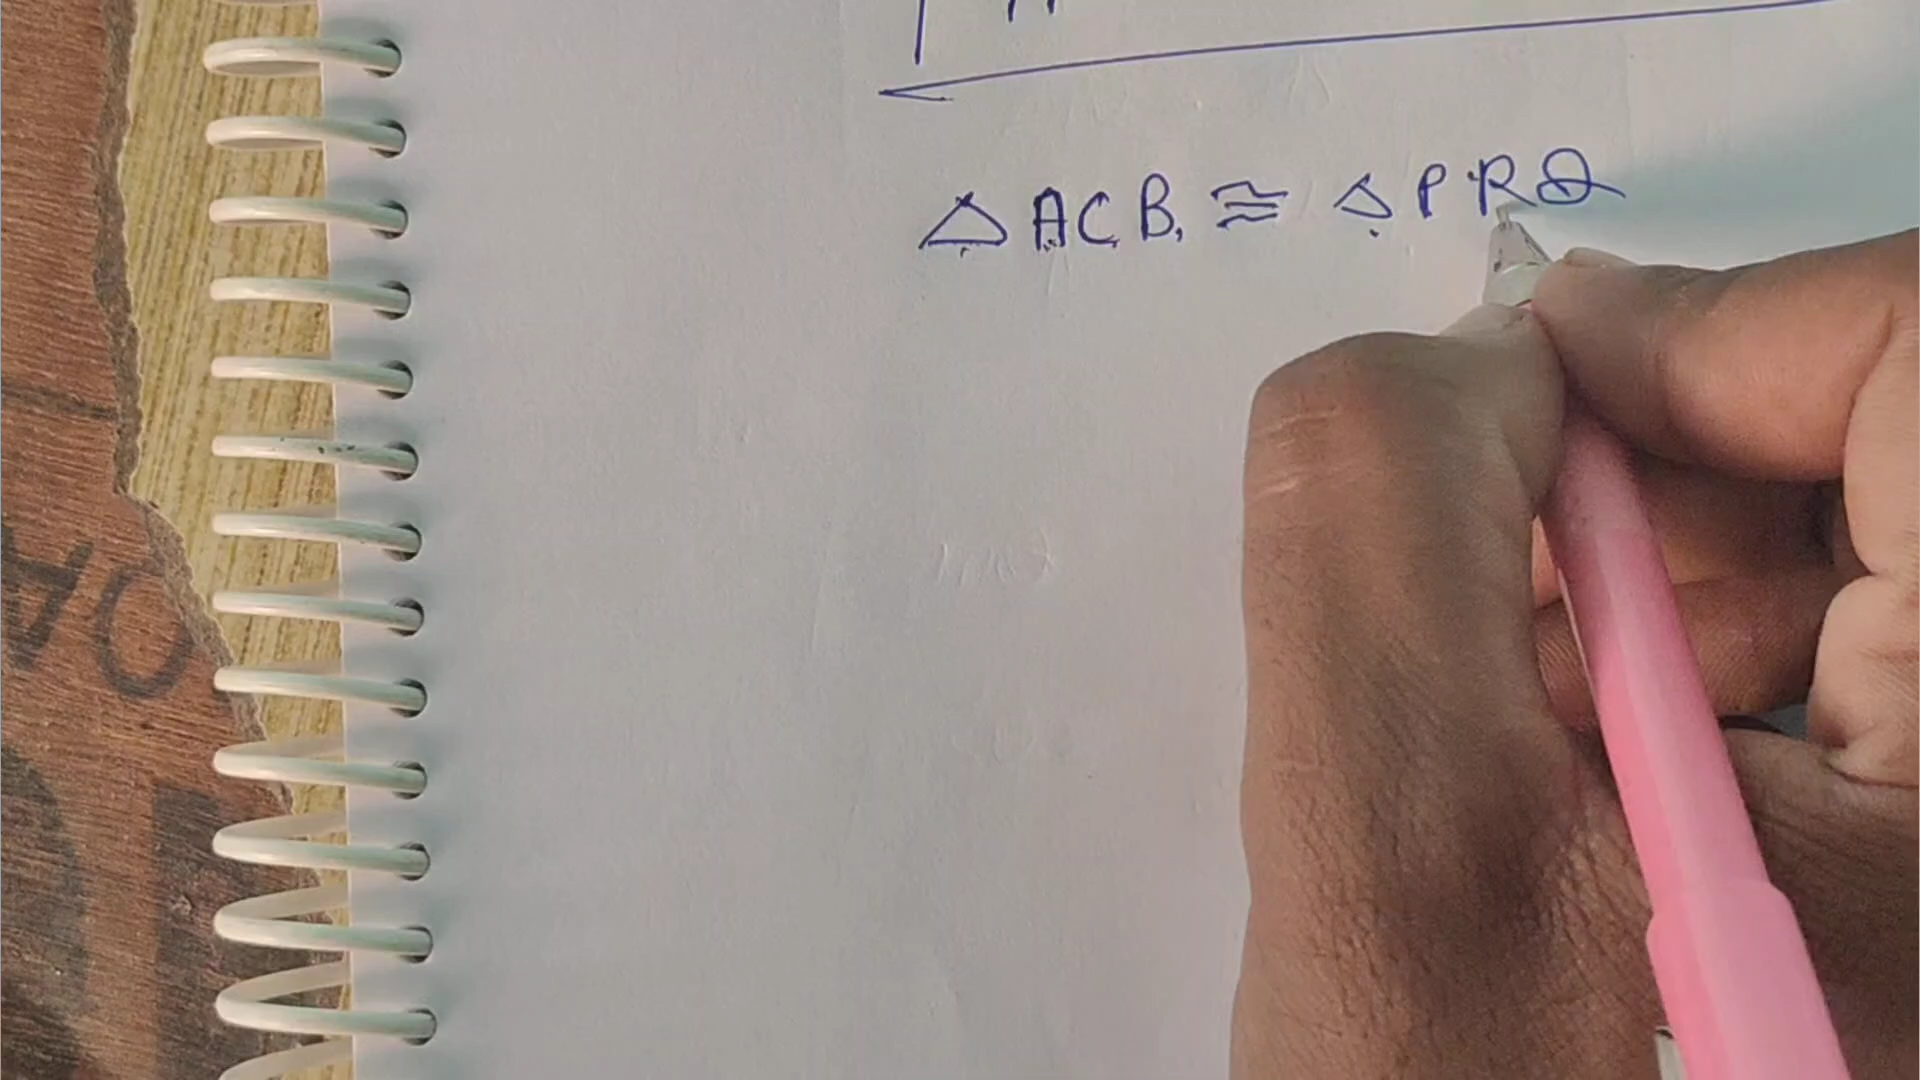 △ ACB ≅ △ PRQ